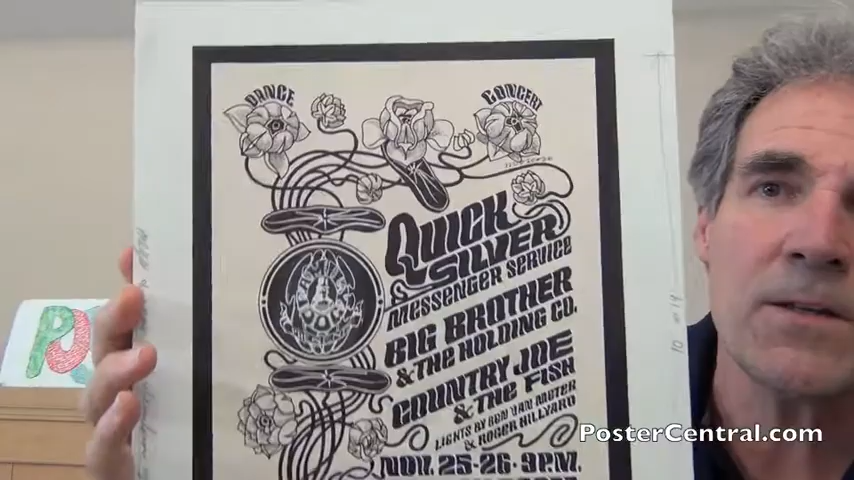 DANCE
CONCERT
QUICK
SILVER
MESSENGER SERVICE
BIG BROTHER
& THE HOLDING CO.
COUNTRY JOE
& THE FISH
LIGHTS BY BEN VAN METER
& ROGER HILLYARD
NOV. 25-26 · 9 P.M.
PosterCentral.com